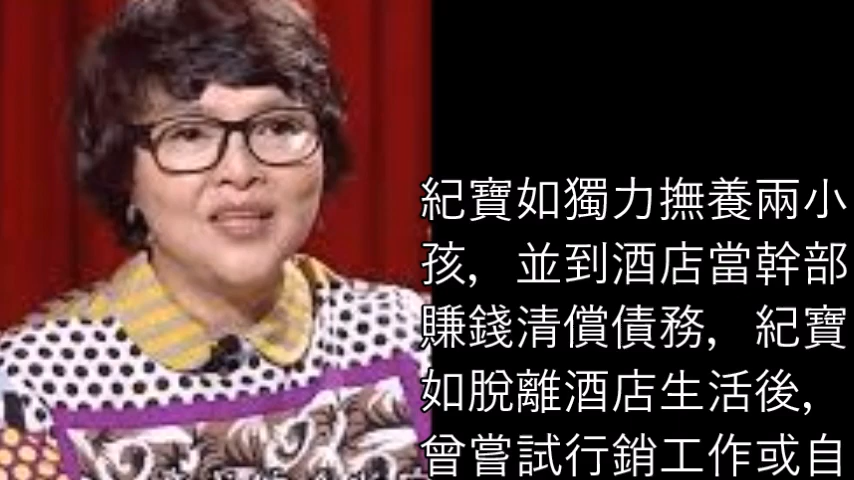 紀寶如獨力撫養兩小
孩，並到酒店當幹部
賺錢清償債務，紀寶
如脫離酒店生活後，
曾嘗試行銷工作或自